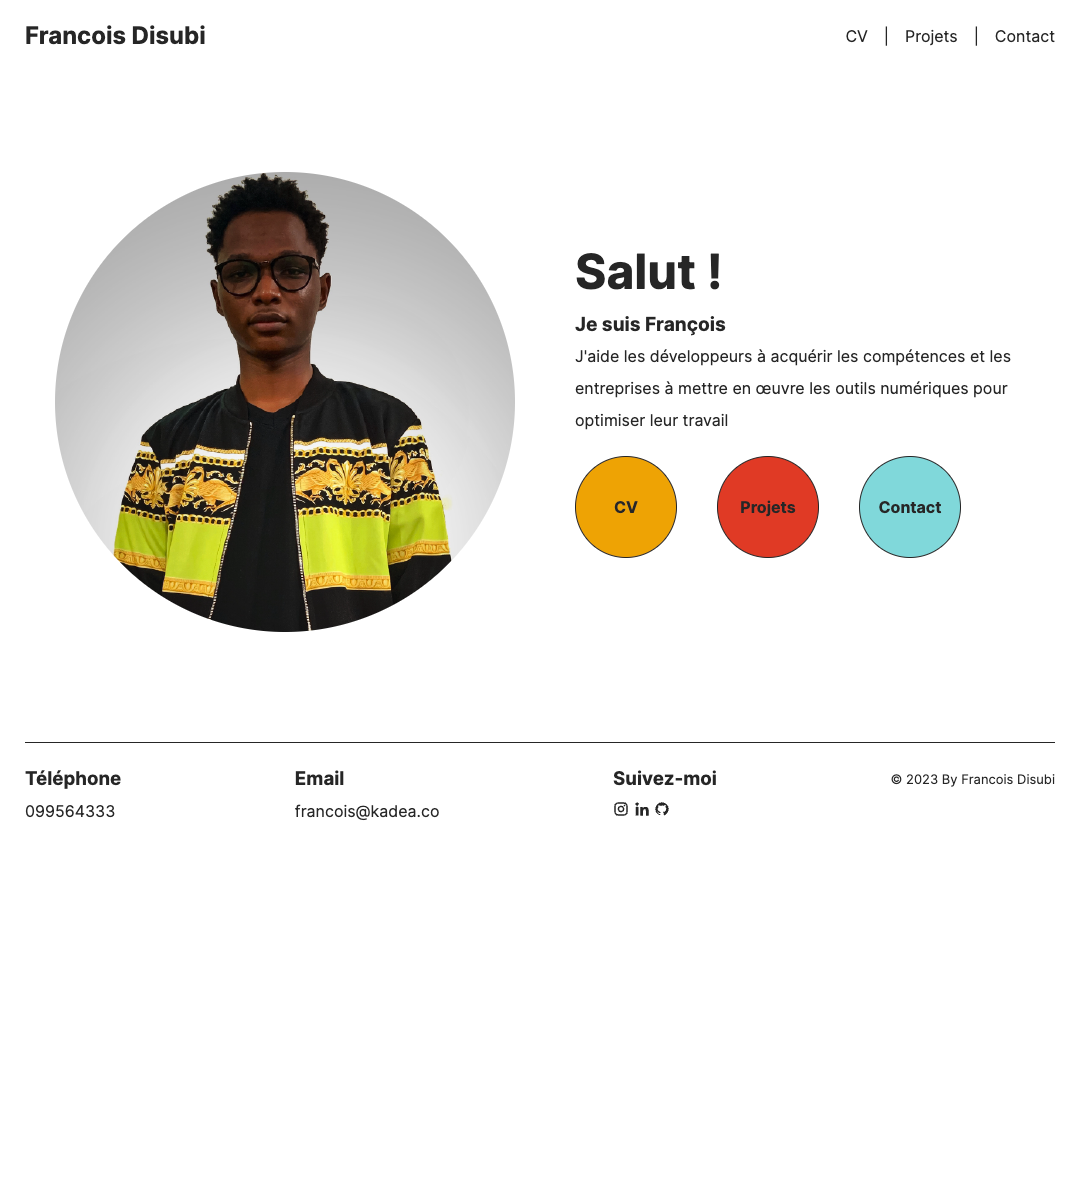 Francois Disubi
CV | Projets | Contact
Salut !
Je suis François
J'aide les développeurs à acquérir les compétences et les
entreprises à mettre en œuvre les outils numériques pour
optimiser leur travail
CV
Projets
Contact
Téléphone
099564333
Email
francois@kadea.co
Suivez-moi
© 2023 By Francois Disubi